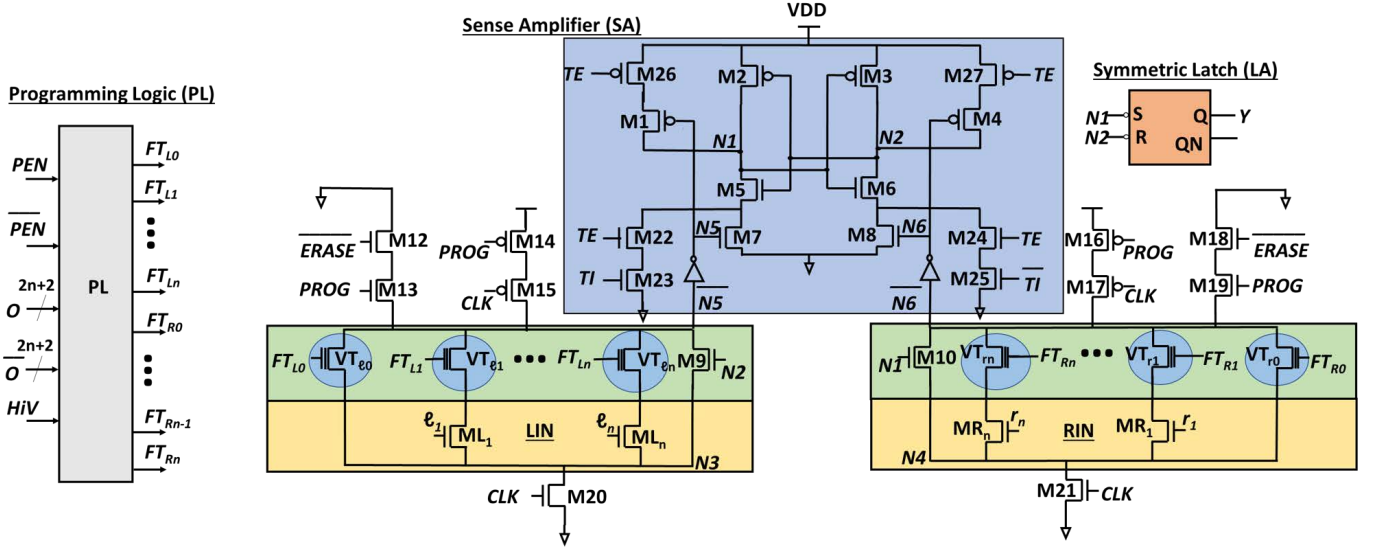 Sense Amplifier (SA)
VDD
Programming Logic (PL)
Symmetric Latch (LA)
TE
M26
M2
M3
M27
TE
M1
M4
N1
N2
N1
N2
S
R
Q
QN
Y
PEN
PEN
O
2n+2
O
2n+2
HiV
PL
FT_L0
FT_L1
FT_Ln
FT_R0
FT_Rn-1
FT_Rn
M5
M6
M12
ERASE
M13
PROG
M14
PROG
M15
CLK
TE
M22
N5
M7
M8
N6
M24
TE
TI
M23
N5
N6
M25
TI
M16
PROG
M17
CLK
M18
ERASE
M19
PROG
FT_L0
VT_ℓ0
FT_L1
VT_ℓ1
FT_Ln
VT_ℓn
M9
N2
N1
M10
VT_rn
FT_Rn
VT_r1
FT_R1
VT_r0
FT_R0
ℓ_1
ML_1
LIN
ℓ_n
ML_n
N3
MR_n
r_n
RIN
MR_1
r_1
N4
CLK
M20
M21
CLK